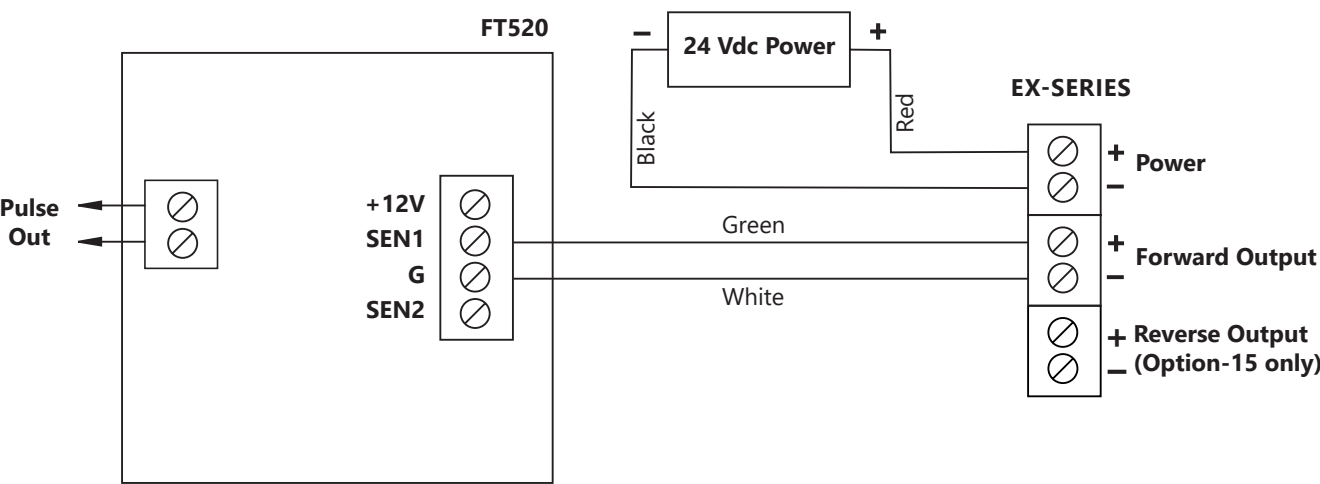 FT520
− 24 Vdc Power +
EX-SERIES
Black
Red
+ Power
−
Pulse
Out
+12V
SEN1
G
SEN2
Green
White
+ Forward Output
−
+ Reverse Output
− (Option-15 only)